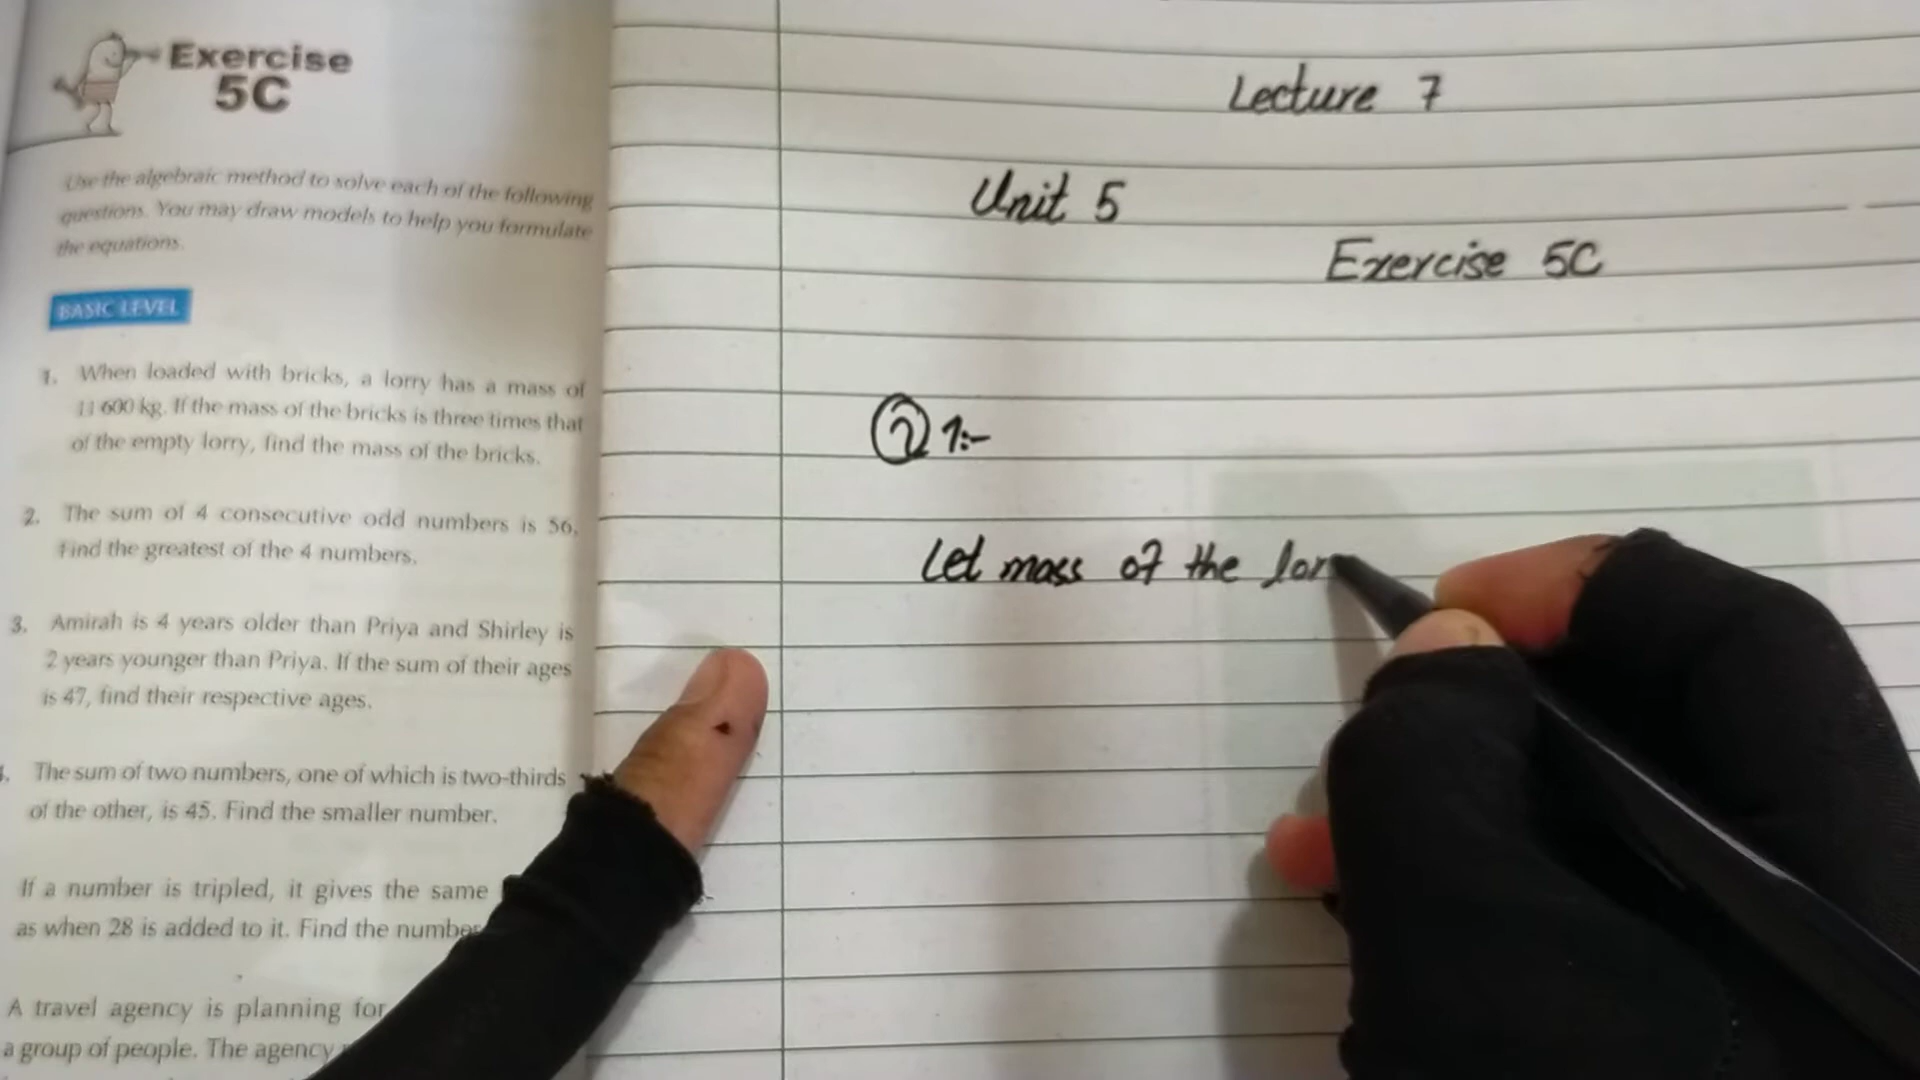 Exercise
5C
Use the algebraic method to solve each of the following
questions. You may draw models to help you formulate
the equations.
BASIC LEVEL
1. When loaded with bricks, a lorry has a mass of
11 600 kg. If the mass of the bricks is three times that
of the empty lorry, find the mass of the bricks.
2. The sum of 4 consecutive odd numbers is 56.
Find the greatest of the 4 numbers.
3. Amirah is 4 years older than Priya and Shirley is
2 years younger than Priya. If the sum of their ages
is 47, find their respective ages.
The sum of two numbers, one of which is two-thirds
of the other, is 45. Find the smaller number.
If a number is tripled, it gives the same
as when 28 is added to it. Find the number
A travel agency is planning for
a group of people. The agency
Lecture 7
Unit 5
Exercise 5C
Q 1:-
Let mass of the lor